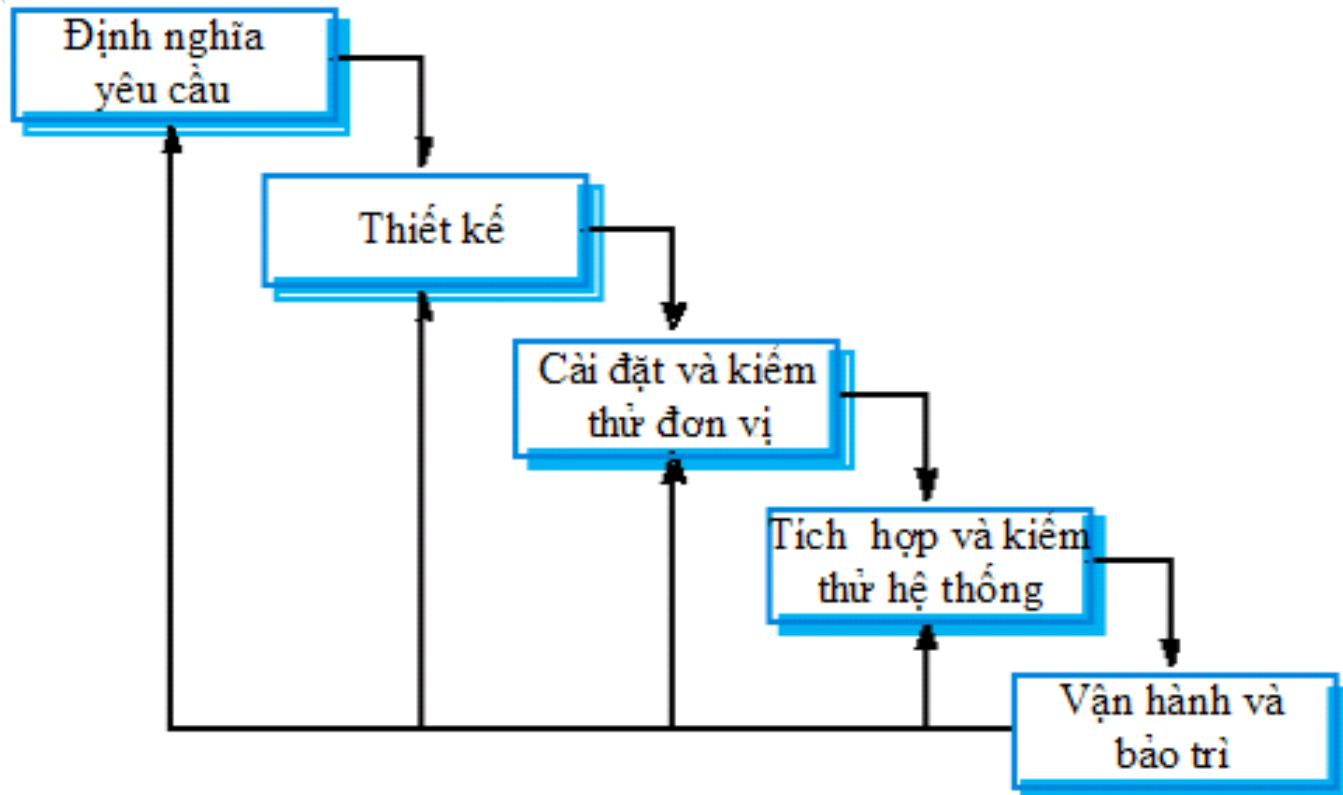 Định nghĩa
yêu cầu
Thiết kế
Cài đặt và kiểm
thử đơn vị
Tích hợp và kiểm
thử hệ thống
Vận hành và
bảo trì